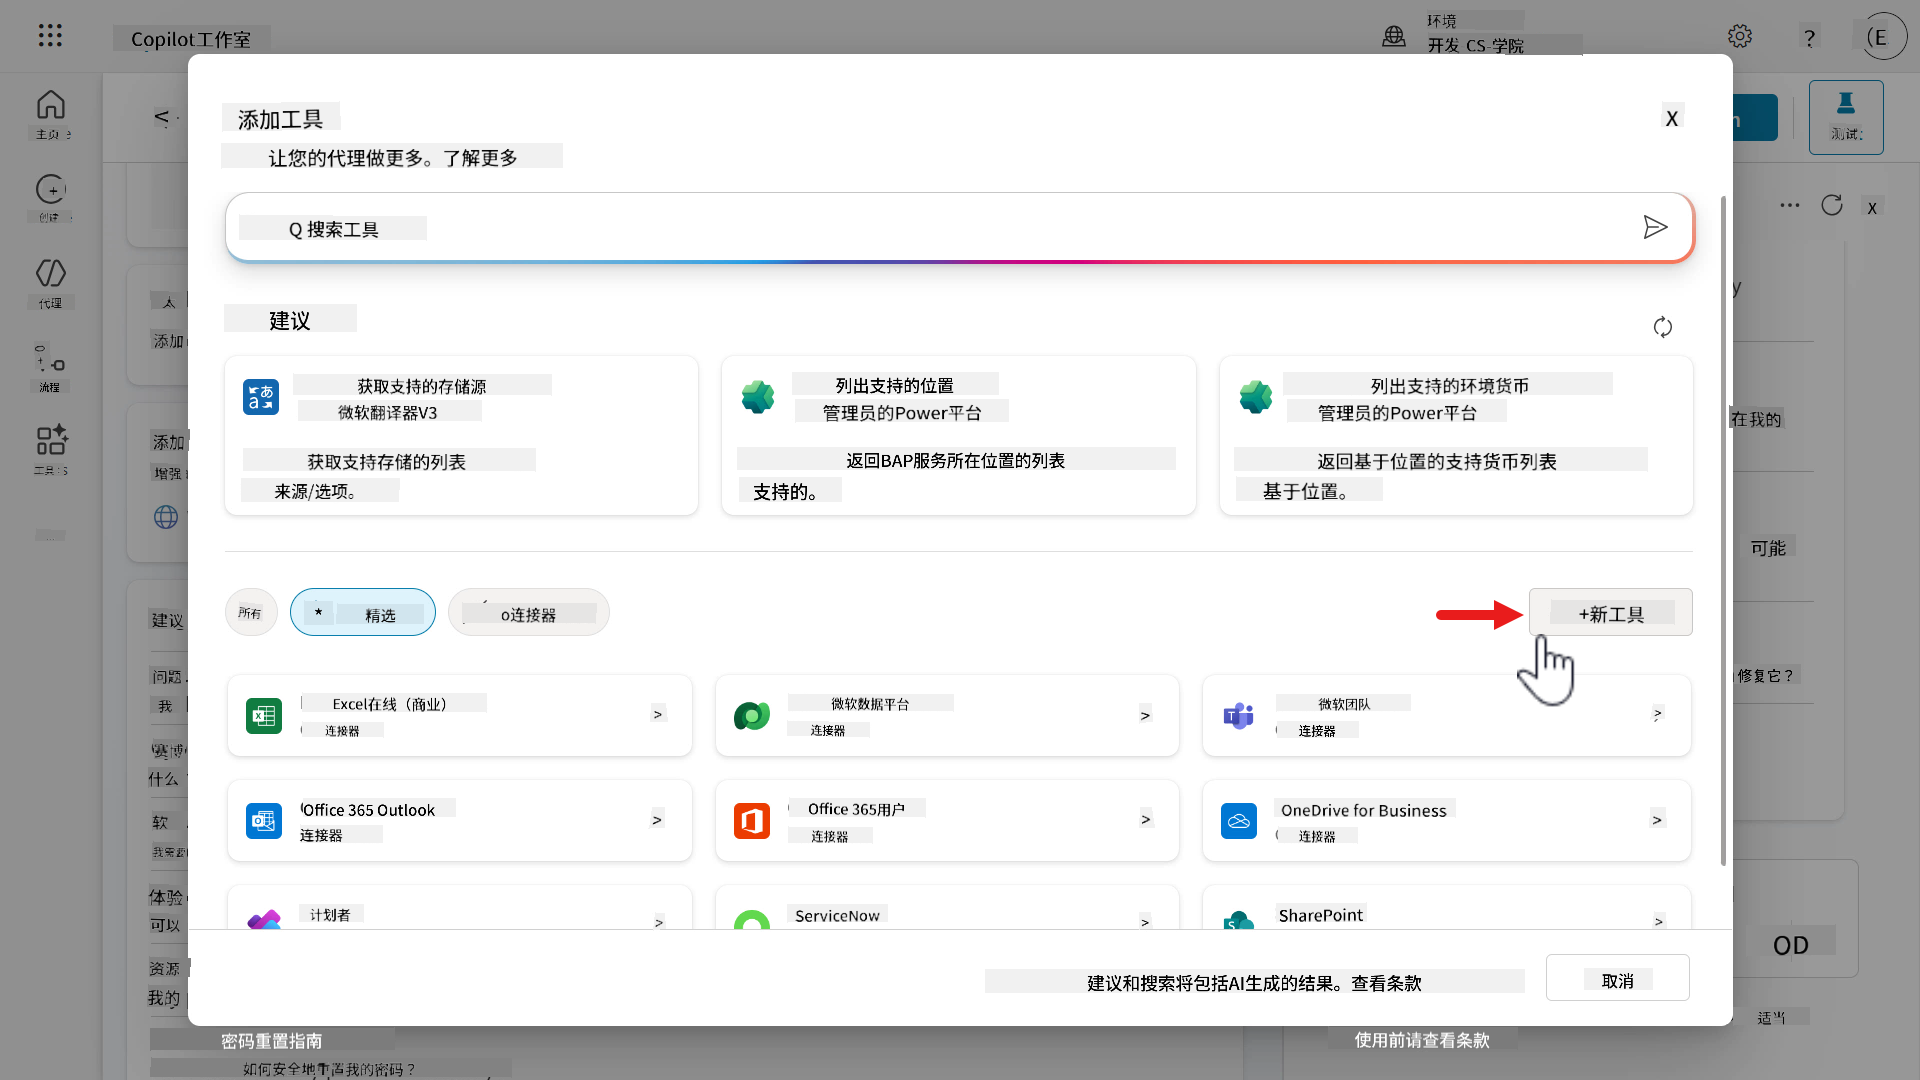 Copilot工作室
环境
开发 CS-学院
?
(E
主页
创建
代理
流程
工具
<
测试
添加工具
让您的代理做更多。了解更多
X
Q 搜索工具
建议
获取支持的存储源
微软翻译器V3
获取支持存储的列表
来源/选项。
列出支持的位置
管理员的Power平台
返回BAP服务所在位置的列表
支持的。
列出支持的环境货币
管理员的Power平台
返回基于位置的支持货币列表
基于位置。
所有
* 精选
o连接器
+新工具
Excel在线（商业）
连接器
>
微软数据平台
连接器
>
微软团队
连接器
>
Office 365 Outlook
连接器
>
Office 365用户
连接器
>
OneDrive for Business
连接器
>
计划者
>
ServiceNow
>
SharePoint
>
建议和搜索将包括AI生成的结果。查看条款
取消
太
添加
添加
增强
建议
问题
我
赛博
什么
软
我需要
体验
可以
资源
我的
密码重置指南
如何安全地重置我的密码？
x
y
在我的
可能
修复它？
OD
适当
使用前请查看条款